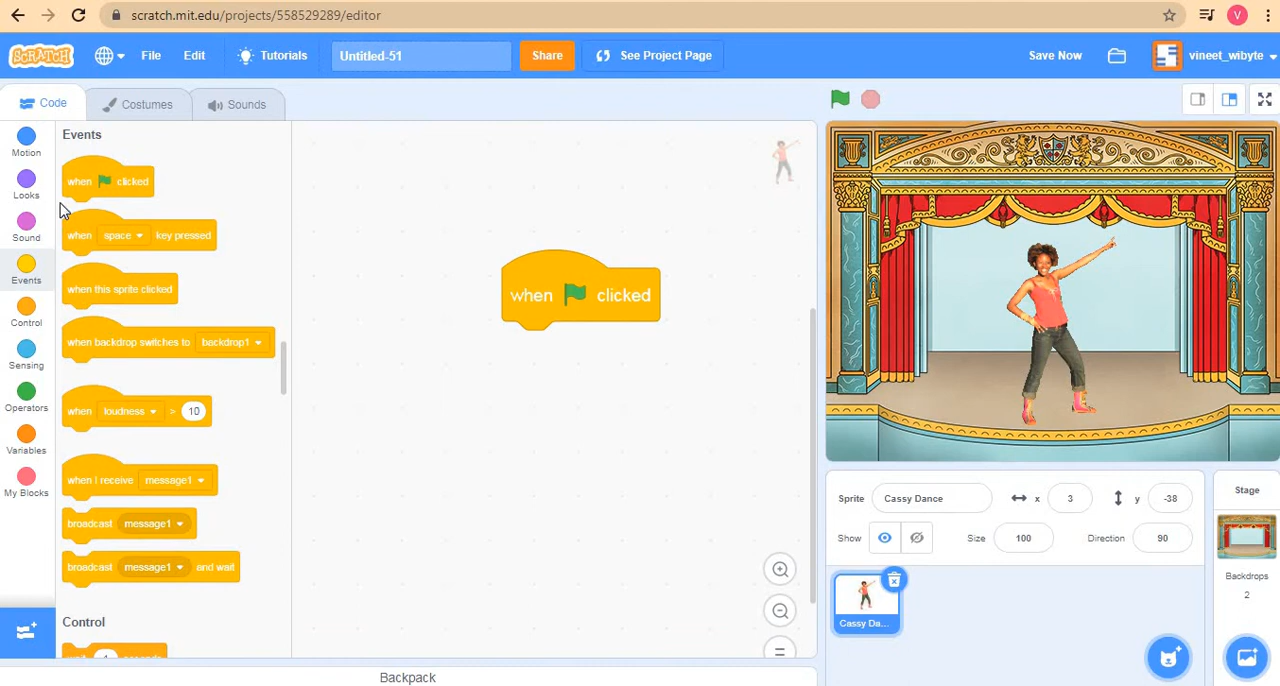 scratch.mit.edu/projects/558529289/editor
V
SCRATCH
File
Edit
Tutorials
Untitled-51
Share
See Project Page
Save Now
vineet_wibyte
Code
Costumes
Sounds
Motion
Looks
Sound
Events
Control
Sensing
Operators
Variables
My Blocks
Events
when clicked
when space key pressed
when this sprite clicked
when backdrop switches to backdrop1
when loudness > 10
when I receive message1
broadcast message1
broadcast message1 and wait
Control
when clicked
Backpack
Sprite Cassy Dance x 3 y -38
Show Size 100 Direction 90
Cassy Da...
Stage
Backdrops
2